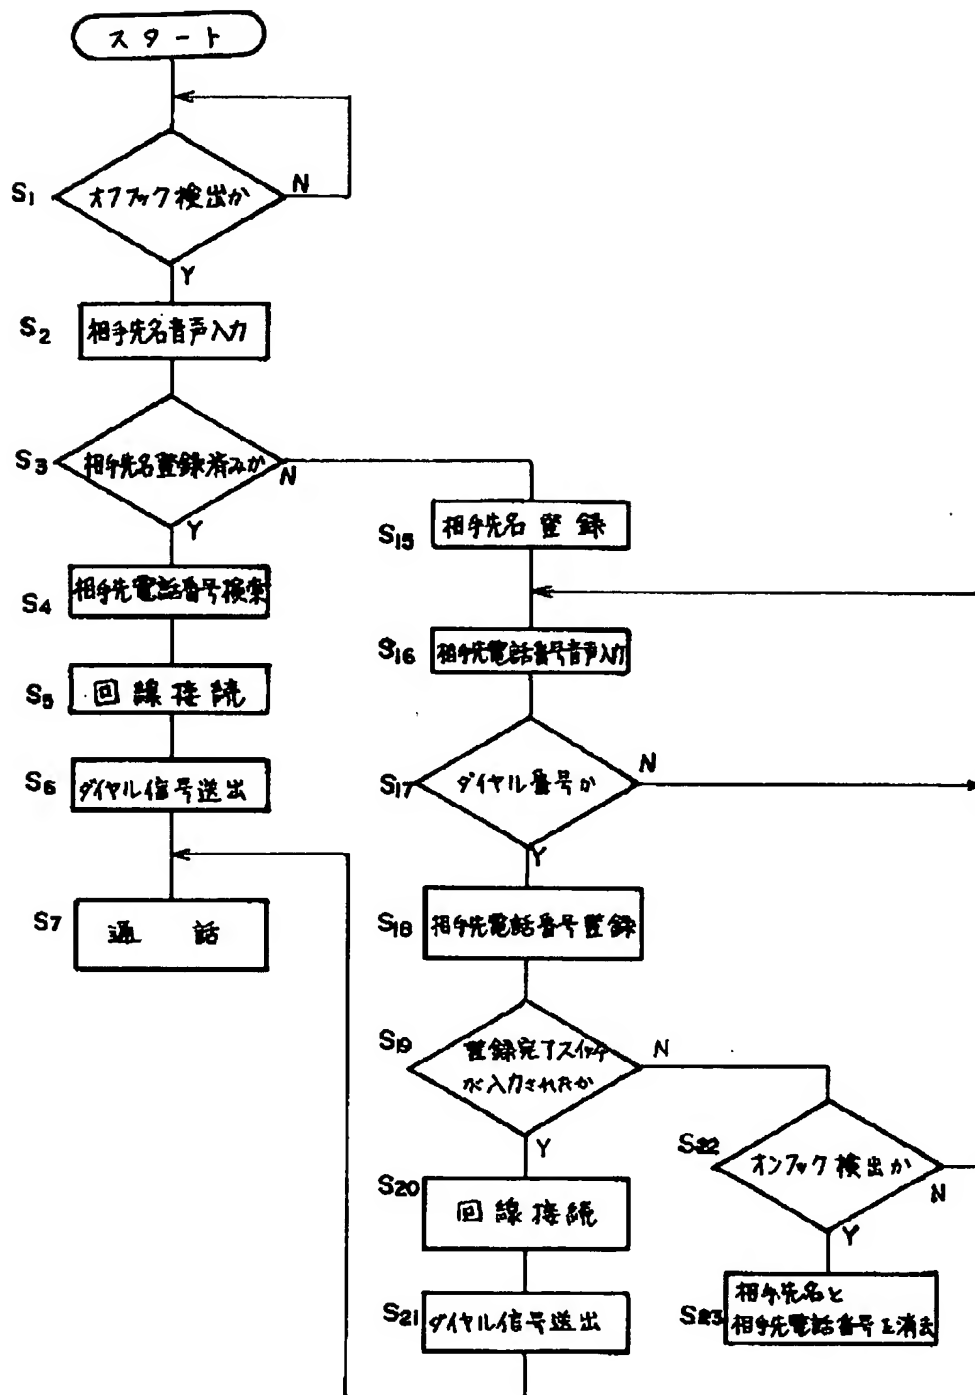 スタート
S1
オフフック検出か
N
Y
S2
相手先名音声入力
S3
相手先名登録済みか
N
Y
S4
相手先電話番号検索
S5
回線接続
S6
ダイヤル信号送出
S7
通話
S15
相手先名登録
S16
相手先電話番号音声入力
S17
ダイヤル番号か
N
Y
S18
相手先電話番号登録
S19
登録完了スイッチ
が入力されたか
N
Y
S20
回線接続
S21
ダイヤル信号送出
S22
オンフック検出か
N
Y
S23
相手先名と
相手先電話番号を消去